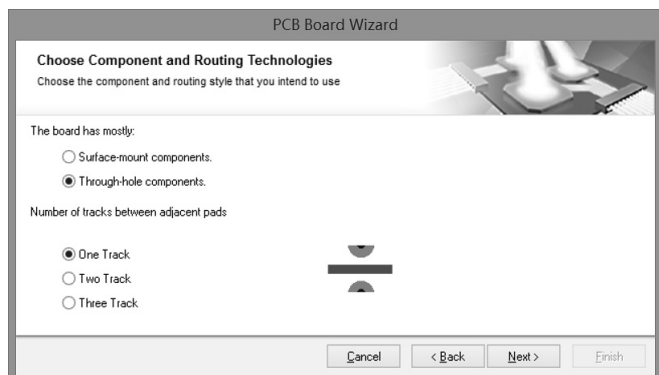 PCB Board Wizard
Choose Component and Routing Technologies
Choose the component and routing style that you intend to use
The board has mostly:
Surface-mount components.
Through-hole components.
Number of tracks between adjacent pads
One Track
Two Track
Three Track
Cancel
< Back
Next >
Finish